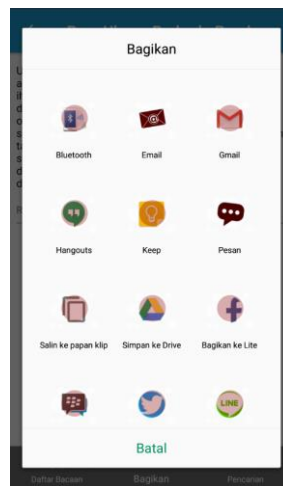 Bagikan
Bluetooth
Email
Gmail
Hangouts
Keep
Pesan
Salin ke papan klip
Simpan ke Drive
Bagikan ke Lite
LINE
Batal
Daftar Bacaan
Bagikan
Pencarian